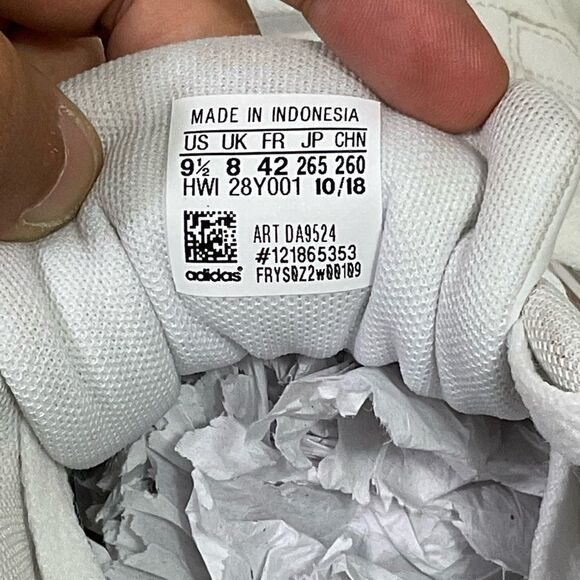 MADE IN INDONESIA
US UK FR JP CHN
9½ 8 42 265 260
HWI 28Y001 10/18
ART DA9524
#121865353
adidas FRYS0Z2w00109